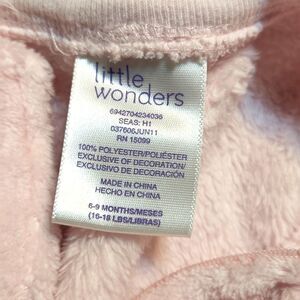 little
wonders
6942704234036
SEAS: H1
037606JUN11
RN 15099
100% POLYESTER/POLIÉSTER
EXCLUSIVE OF DECORATION/
EXCLUSIVO DE DECORACIÓN
MADE IN CHINA
HECHO EN CHINA
6-9 MONTHS/MESES
(16-18 LBS/LIBRAS)